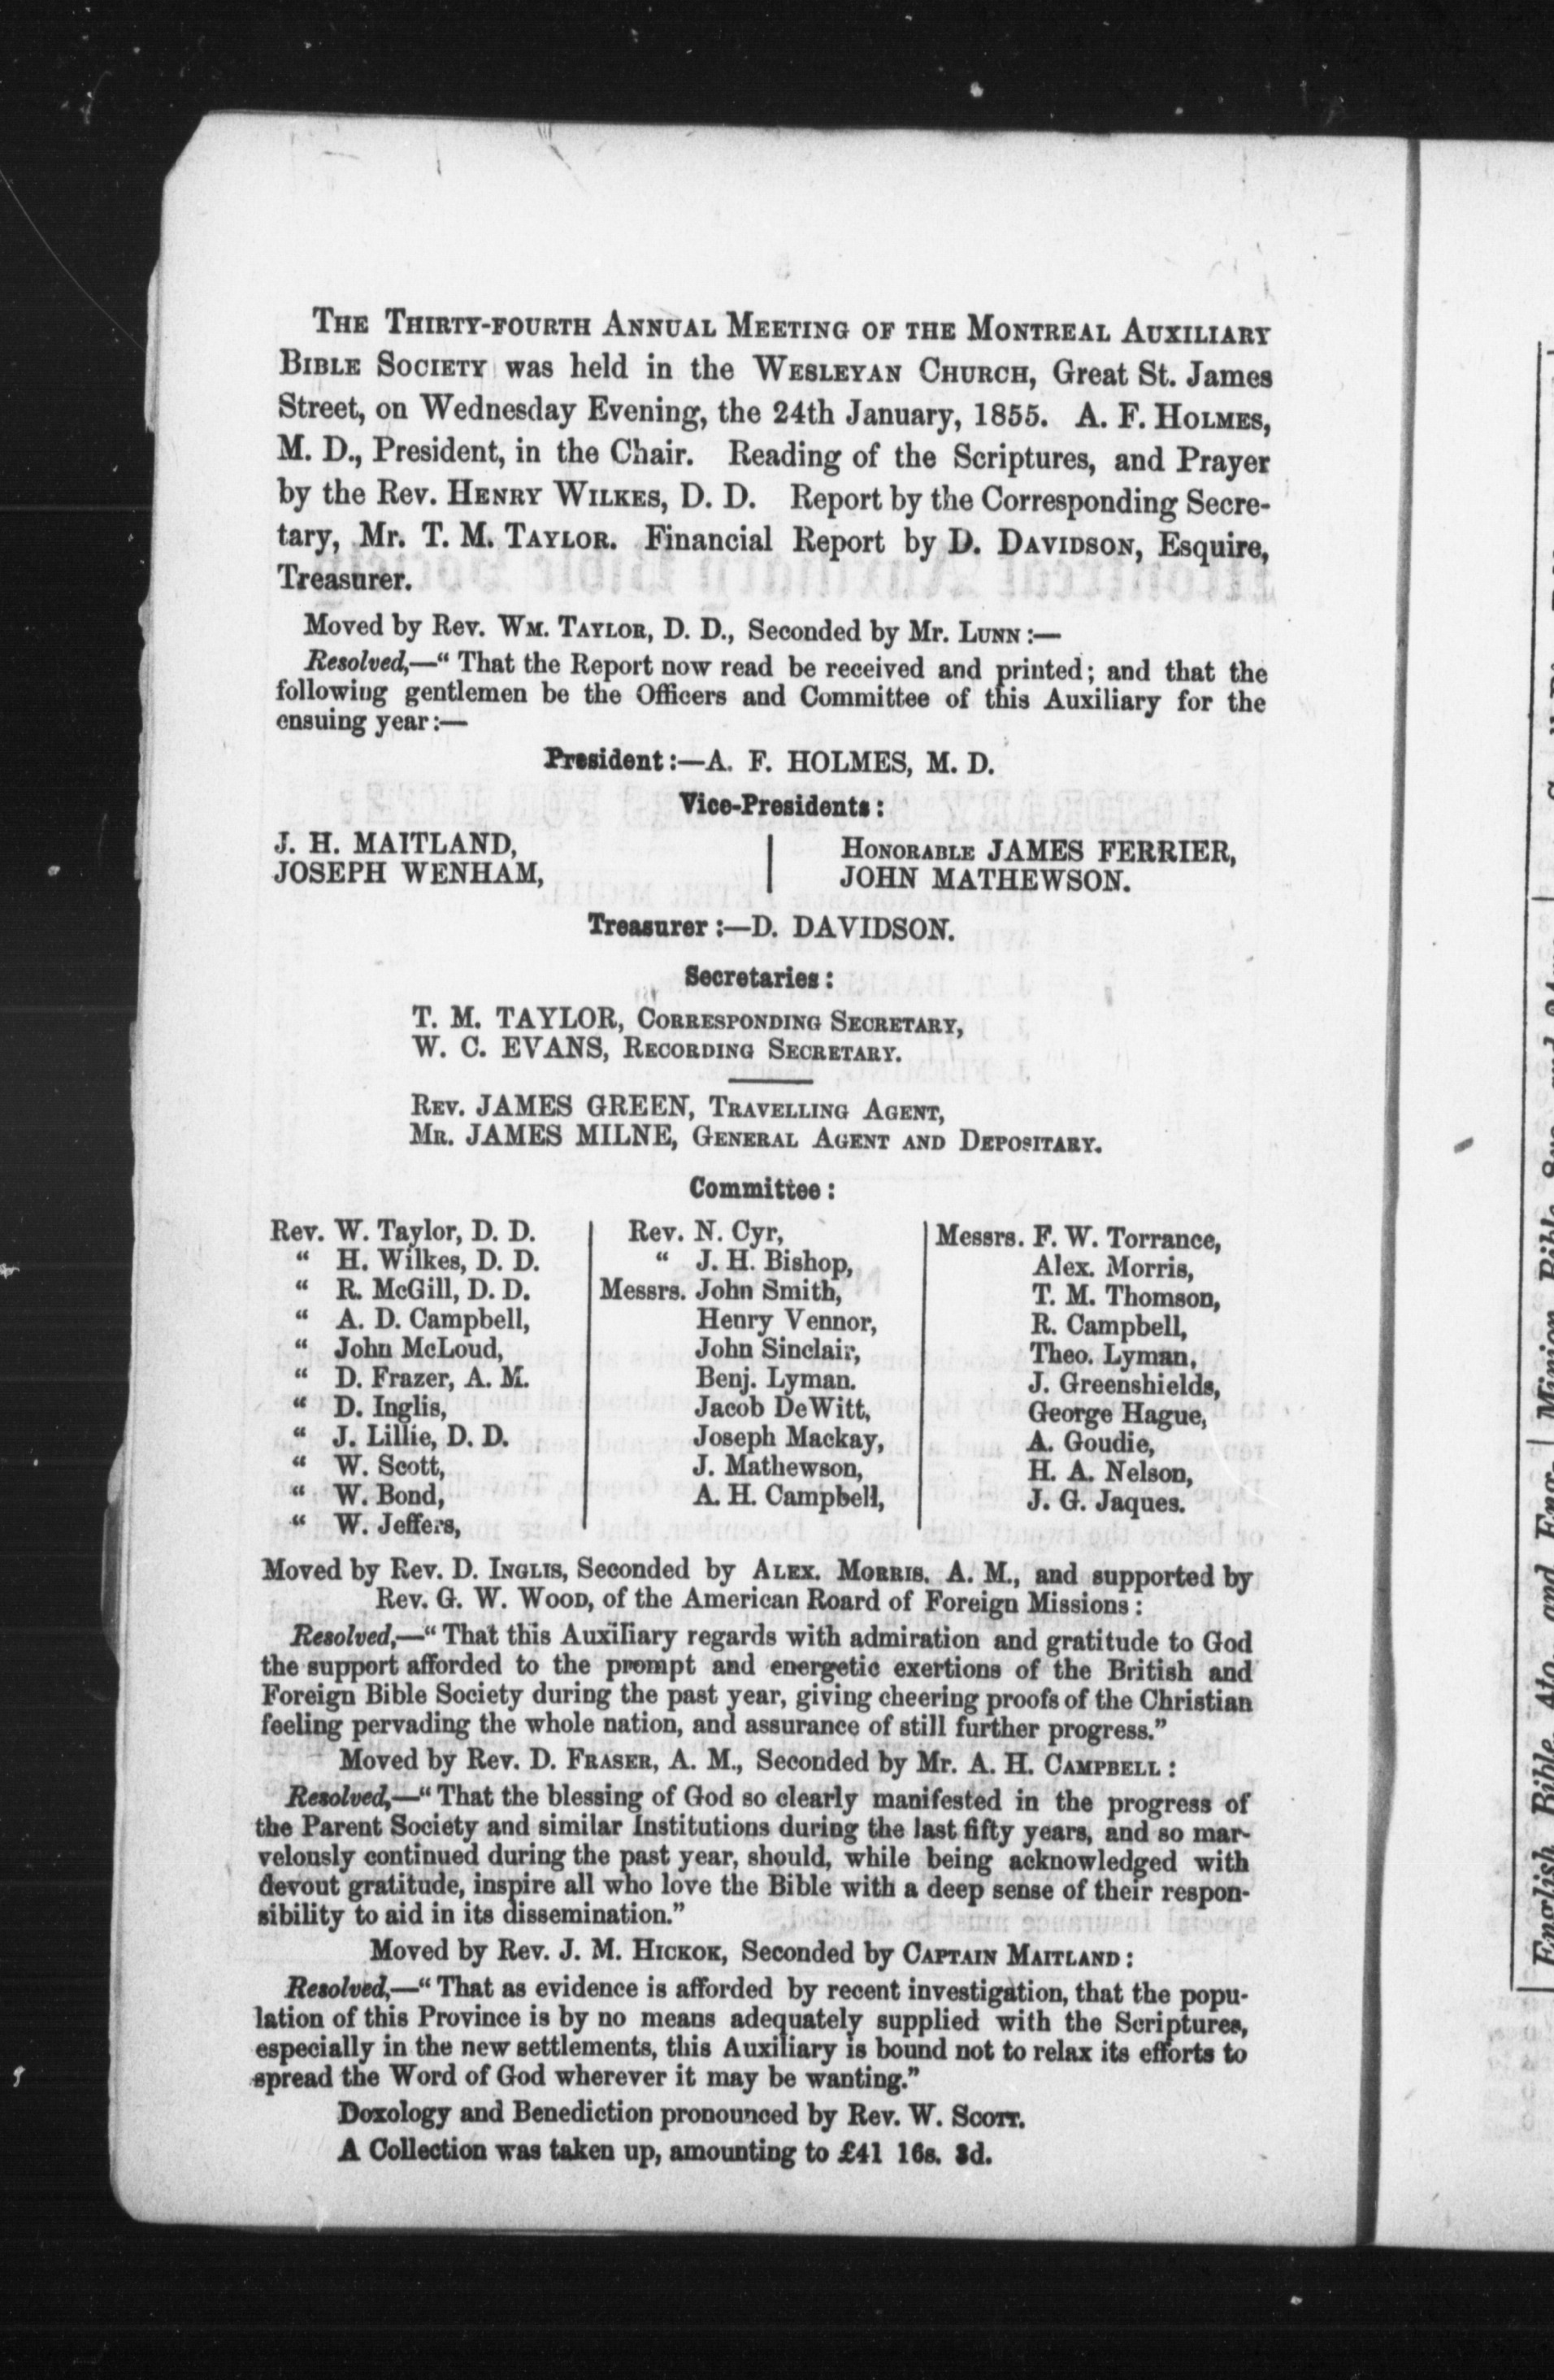 THE THIRTY-FOURTH ANNUAL MEETING OF THE MONTREAL AUXILIARY
BIBLE SOCIETY was held in the WESLEYAN CHURCH, Great St. James
Street, on Wednesday Evening, the 24th January, 1855. A. F. HOLMES,
M. D., President, in the Chair. Reading of the Scriptures, and Prayer
by the Rev. HENRY WILKES, D. D. Report by the Corresponding Secre-
tary, Mr. T. M. TAYLOR. Financial Report by D. DAVIDSON, Esquire,
Treasurer.
Moved by Rev. WM. TAYLOR, D. D., Seconded by Mr. LUNN :—
Resolved,—“ That the Report now read be received and printed; and that the
following gentlemen be the Officers and Committee of this Auxiliary for the
ensuing year :—
President :—A. F. HOLMES, M. D.
Vice-Presidents :
J. H. MAITLAND,
JOSEPH WENHAM,
HONORABLE JAMES FERRIER,
JOHN MATHEWSON.
Treasurer :—D. DAVIDSON.
Secretaries :
T. M. TAYLOR, CORRESPONDING SECRETARY,
W. C. EVANS, RECORDING SECRETARY.
REV. JAMES GREEN, TRAVELLING AGENT,
MR. JAMES MILNE, GENERAL AGENT AND DEPOSITARY.
Committee :
Rev. W. Taylor, D. D.
“ H. Wilkes, D. D.
“ R. McGill, D. D.
“ A. D. Campbell,
“ John McLoud,
“ D. Frazer, A. M.
“ D. Inglis,
“ J. Lillie, D. D.
“ W. Scott,
“ W. Bond,
“ W. Jeffers,
Rev. N. Cyr,
“ J. H. Bishop,
Messrs. John Smith,
Henry Vennor,
John Sinclair,
Benj. Lyman.
Jacob DeWitt,
Joseph Mackay,
J. Mathewson,
A. H. Campbell,
Messrs. F. W. Torrance,
Alex. Morris,
T. M. Thomson,
R. Campbell,
Theo. Lyman,
J. Greenshields,
George Hague,
A. Goudie,
H. A. Nelson,
J. G. Jaques.
Moved by Rev. D. INGLIS, Seconded by ALEX. MORRIS. A. M., and supported by
Rev. G. W. WOOD, of the American Roard of Foreign Missions :
Resolved,—“ That this Auxiliary regards with admiration and gratitude to God
the support afforded to the prompt and energetic exertions of the British and
Foreign Bible Society during the past year, giving cheering proofs of the Christian
feeling pervading the whole nation, and assurance of still further progress.”
Moved by Rev. D. FRASER, A. M., Seconded by Mr. A. H. CAMPBELL :
Resolved,—“ That the blessing of God so clearly manifested in the progress of
the Parent Society and similar Institutions during the last fifty years, and so mar-
velously continued during the past year, should, while being acknowledged with
devout gratitude, inspire all who love the Bible with a deep sense of their respon-
sibility to aid in its dissemination.”
Moved by Rev. J. M. HICKOK, Seconded by CAPTAIN MAITLAND :
Resolved,—“ That as evidence is afforded by recent investigation, that the popu-
lation of this Province is by no means adequately supplied with the Scriptures,
especially in the new settlements, this Auxiliary is bound not to relax its efforts to
spread the Word of God wherever it may be wanting.”
Doxology and Benediction pronounced by Rev. W. SCOTT.
A Collection was taken up, amounting to £41 16s. 3d.